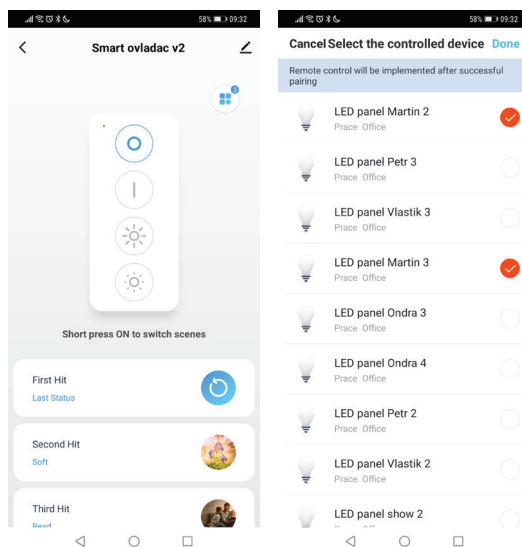 58% 09:32
Smart ovladac v2
3
Short press ON to switch scenes
First Hit
Last Status
Second Hit
Soft
Third Hit
Read
58% 09:32
Cancel Select the controlled device Done
Remote control will be implemented after successful
pairing
LED panel Martin 2
Prace Office
LED panel Petr 3
Prace Office
LED panel Vlastik 3
Prace Office
LED panel Martin 3
Prace Office
LED panel Ondra 3
Prace Office
LED panel Ondra 4
Prace Office
LED panel Petr 2
Prace Office
LED panel Vlastik 2
Prace Office
LED panel show 2